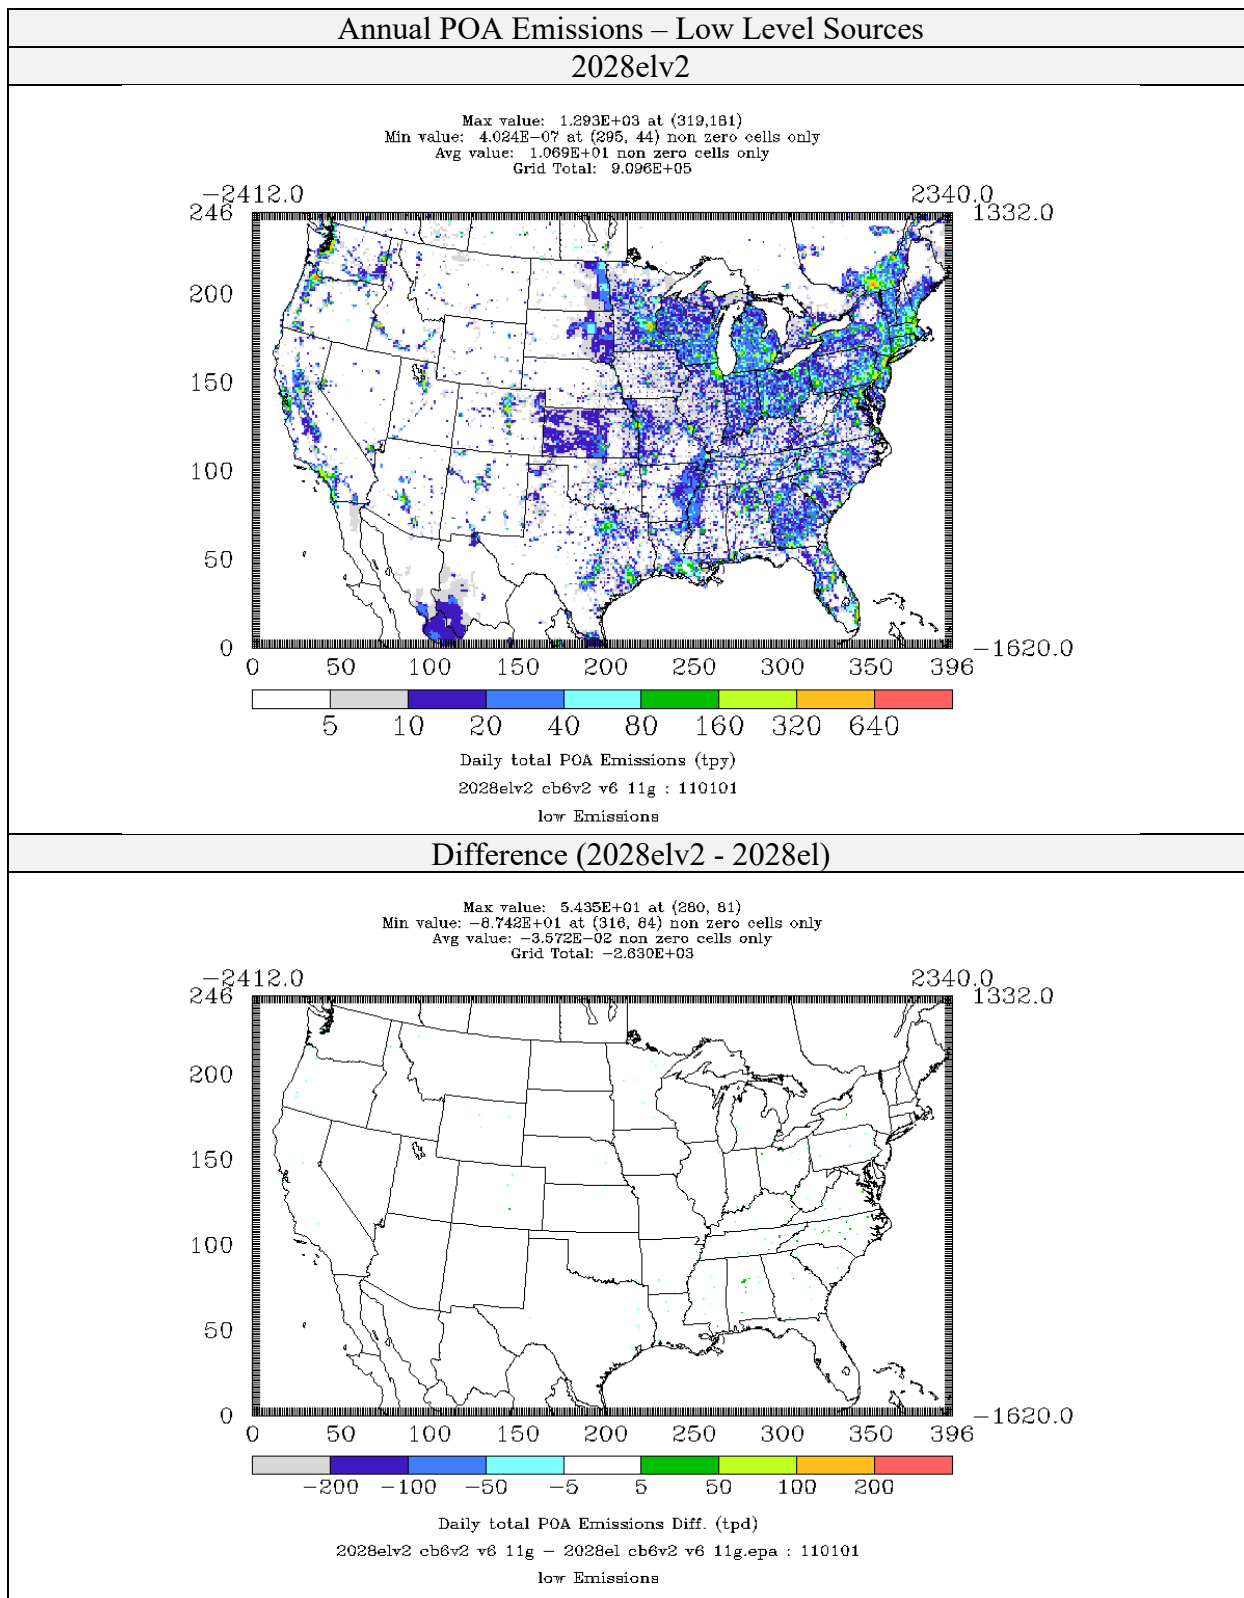 Annual POA Emissions – Low Level Sources
2028elv2
Max value: 1.293E+03 at (319,181)
Min value: 4.024E−07 at (295, 44) non zero cells only
Avg value: 1.069E+01 non zero cells only
Grid Total: 9.096E+05
−2412.0 2340.0
246 1332.0
200
150
100
50
0 −1620.0
0 50 100 150 200 250 300 350 396
5 10 20 40 80 160 320 640
Daily total POA Emissions (tpy)
2028elv2 cb6v2 v6 11g : 110101
low Emissions
Difference (2028elv2 - 2028el)
Max value: 5.435E+01 at (280, 81)
Min value: −8.742E+01 at (316, 84) non zero cells only
Avg value: −3.572E−02 non zero cells only
Grid Total: −2.630E+03
−2412.0 2340.0
246 1332.0
200
150
100
50
0 −1620.0
0 50 100 150 200 250 300 350 396
−200 −100 −50 −5 5 50 100 200
Daily total POA Emissions Diff. (tpd)
2028elv2 cb6v2 v6 11g − 2028el cb6v2 v6 11g.epa : 110101
low Emissions